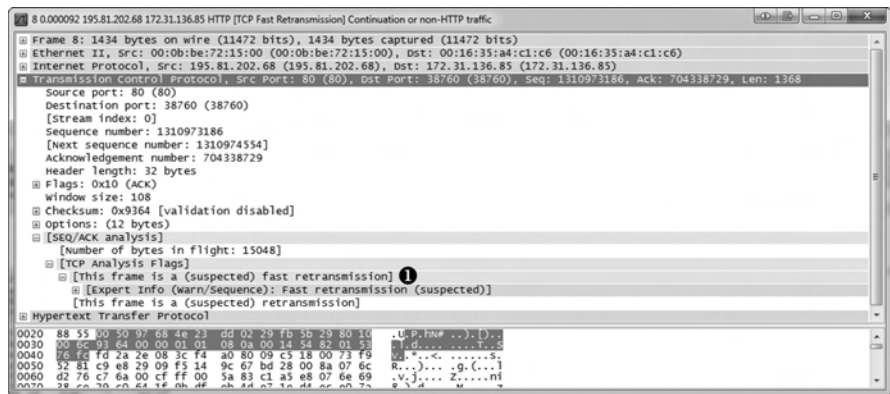 8 0.000092 195.81.202.68 172.31.136.85 HTTP [TCP Fast Retransmission] Continuation or non-HTTP traffic
Frame 8: 1434 bytes on wire (11472 bits), 1434 bytes captured (11472 bits)
Ethernet II, Src: 00:0b:be:72:15:00 (00:0b:be:72:15:00), Dst: 00:16:35:a4:c1:c6 (00:16:35:a4:c1:c6)
Internet Protocol, Src: 195.81.202.68 (195.81.202.68), Dst: 172.31.136.85 (172.31.136.85)
Transmission Control Protocol, Src Port: 80 (80), Dst Port: 38760 (38760), Seq: 1310973186, Ack: 704338729, Len: 1368
Source port: 80 (80)
Destination port: 38760 (38760)
[Stream index: 0]
Sequence number: 1310973186
[Next sequence number: 1310974554]
Acknowledgement number: 704338729
Header length: 32 bytes
Flags: 0x10 (ACK)
Window size: 108
Checksum: 0x9364 [validation disabled]
Options: (12 bytes)
[SEQ/ACK analysis]
[Number of bytes in flight: 15048]
[TCP Analysis Flags]
[This frame is a (suspected) fast retransmission] 1
[Expert Info (Warn/Sequence): Fast retransmission (suspected)]
[This frame is a (suspected) retransmission]
Hypertext Transfer Protocol
0020 88 55 00 50 97 68 4e 23 dd 02 29 fb 5b 29 80 10 .U.P.hN# ..).[)..
0030 00 6c 93 64 00 00 01 01 08 0a 00 14 54 82 01 53 .l.d.... ....T..S
0040 76 fc fd 2a 2e 08 3c f4 a0 80 09 c5 18 00 73 f9 v..*..<. ......s.
0050 52 81 c9 e8 29 09 f5 14 9c 67 bd 28 00 8a 07 6c R...)... .g.(...l
0060 d2 76 c7 6a 00 cf ff 00 5a 83 c1 a5 e8 07 6e 69 .v.j.... Z.....ni